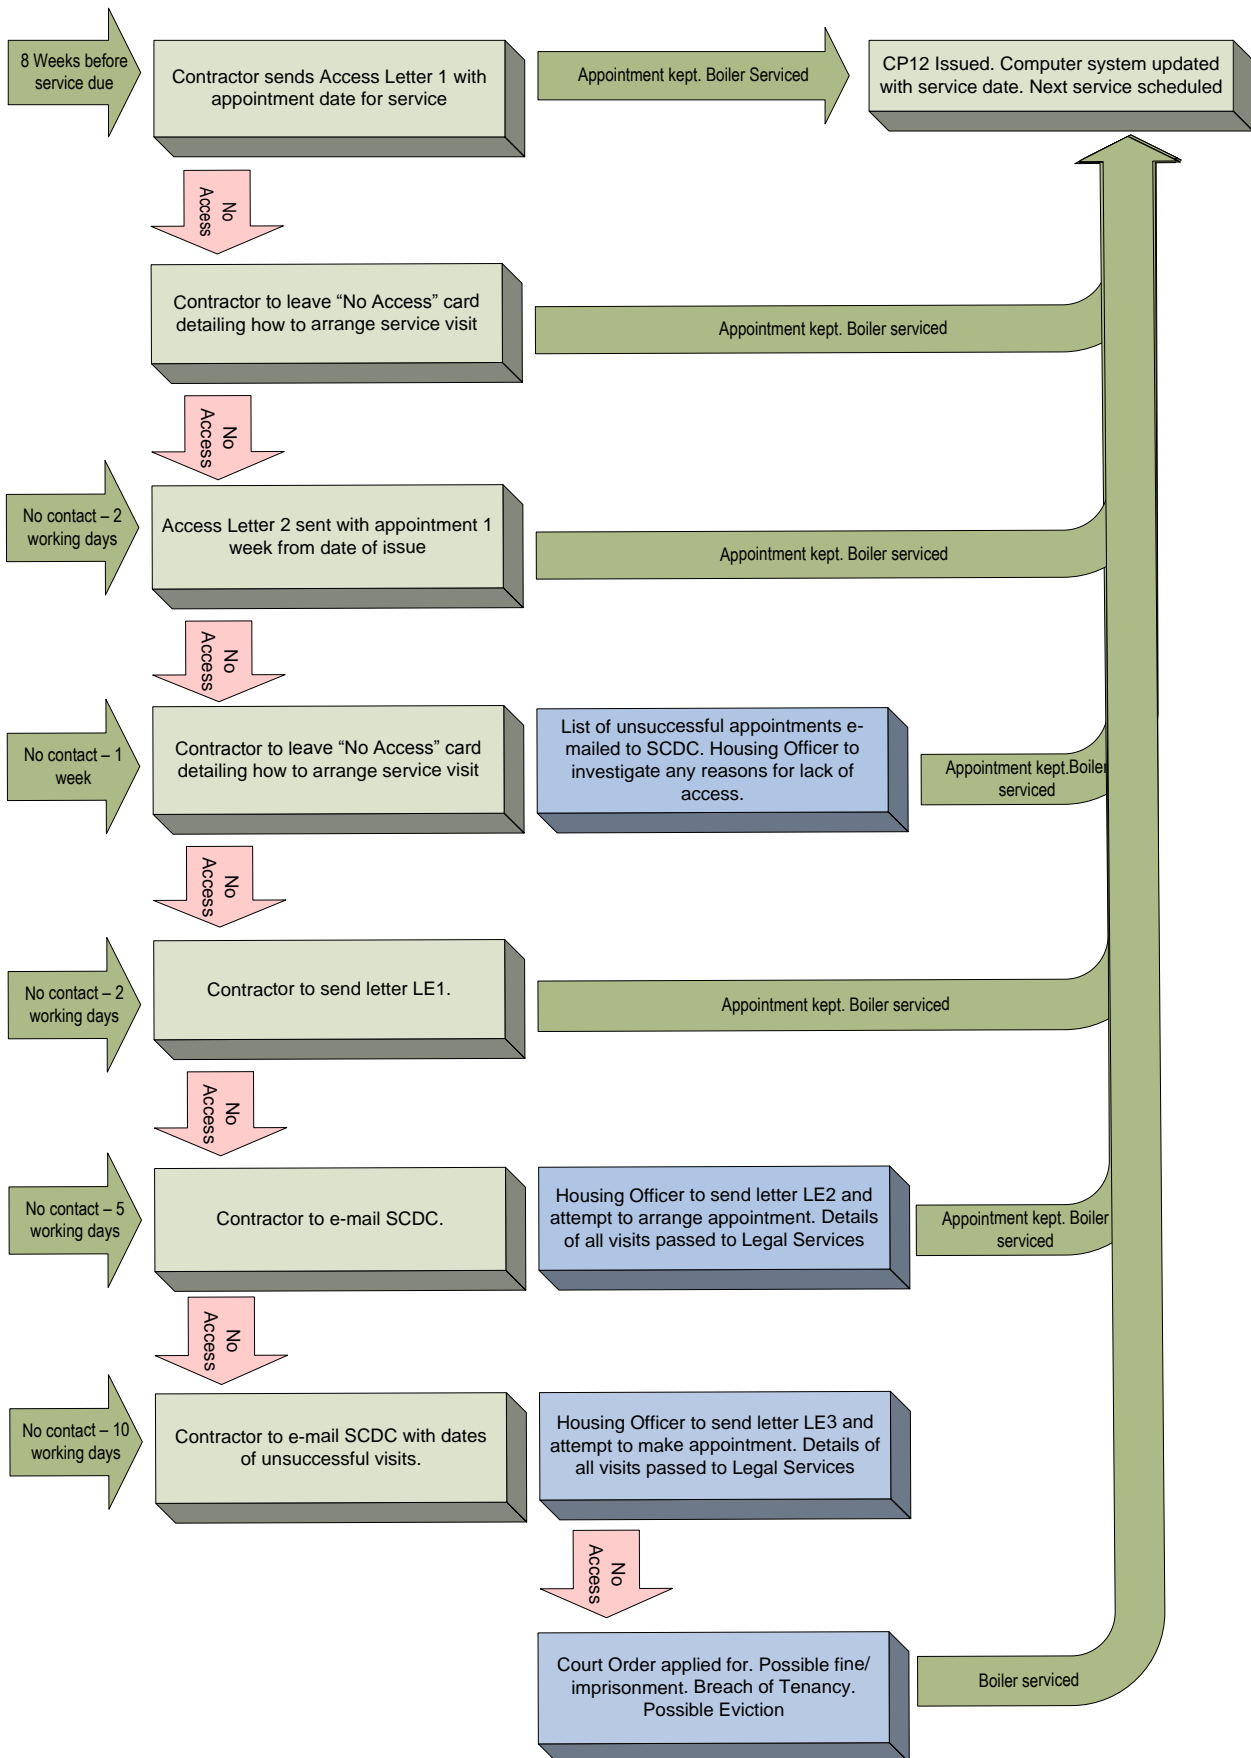 8 Weeks before
service due
Contractor sends Access Letter 1 with
appointment date for service
Appointment kept. Boiler Serviced
CP12 Issued. Computer system updated
with service date. Next service scheduled
No
Access
Contractor to leave “No Access” card
detailing how to arrange service visit
Appointment kept. Boiler serviced
No
Access
No contact – 2
working days
Access Letter 2 sent with appointment 1
week from date of issue
Appointment kept. Boiler serviced
No
Access
No contact – 1
week
Contractor to leave “No Access” card
detailing how to arrange service visit
List of unsuccessful appointments e-
mailed to SCDC. Housing Officer to
investigate any reasons for lack of
access.
Appointment kept.Boiler
serviced
No
Access
No contact – 2
working days
Contractor to send letter LE1.
Appointment kept. Boiler serviced
No
Access
No contact – 5
working days
Contractor to e-mail SCDC.
Housing Officer to send letter LE2 and
attempt to arrange appointment. Details
of all visits passed to Legal Services
Appointment kept. Boiler
serviced
No
Access
No contact – 10
working days
Contractor to e-mail SCDC with dates
of unsuccessful visits.
Housing Officer to send letter LE3 and
attempt to make appointment. Details of
all visits passed to Legal Services
No
Access
Court Order applied for. Possible fine/
imprisonment. Breach of Tenancy.
Possible Eviction
Boiler serviced